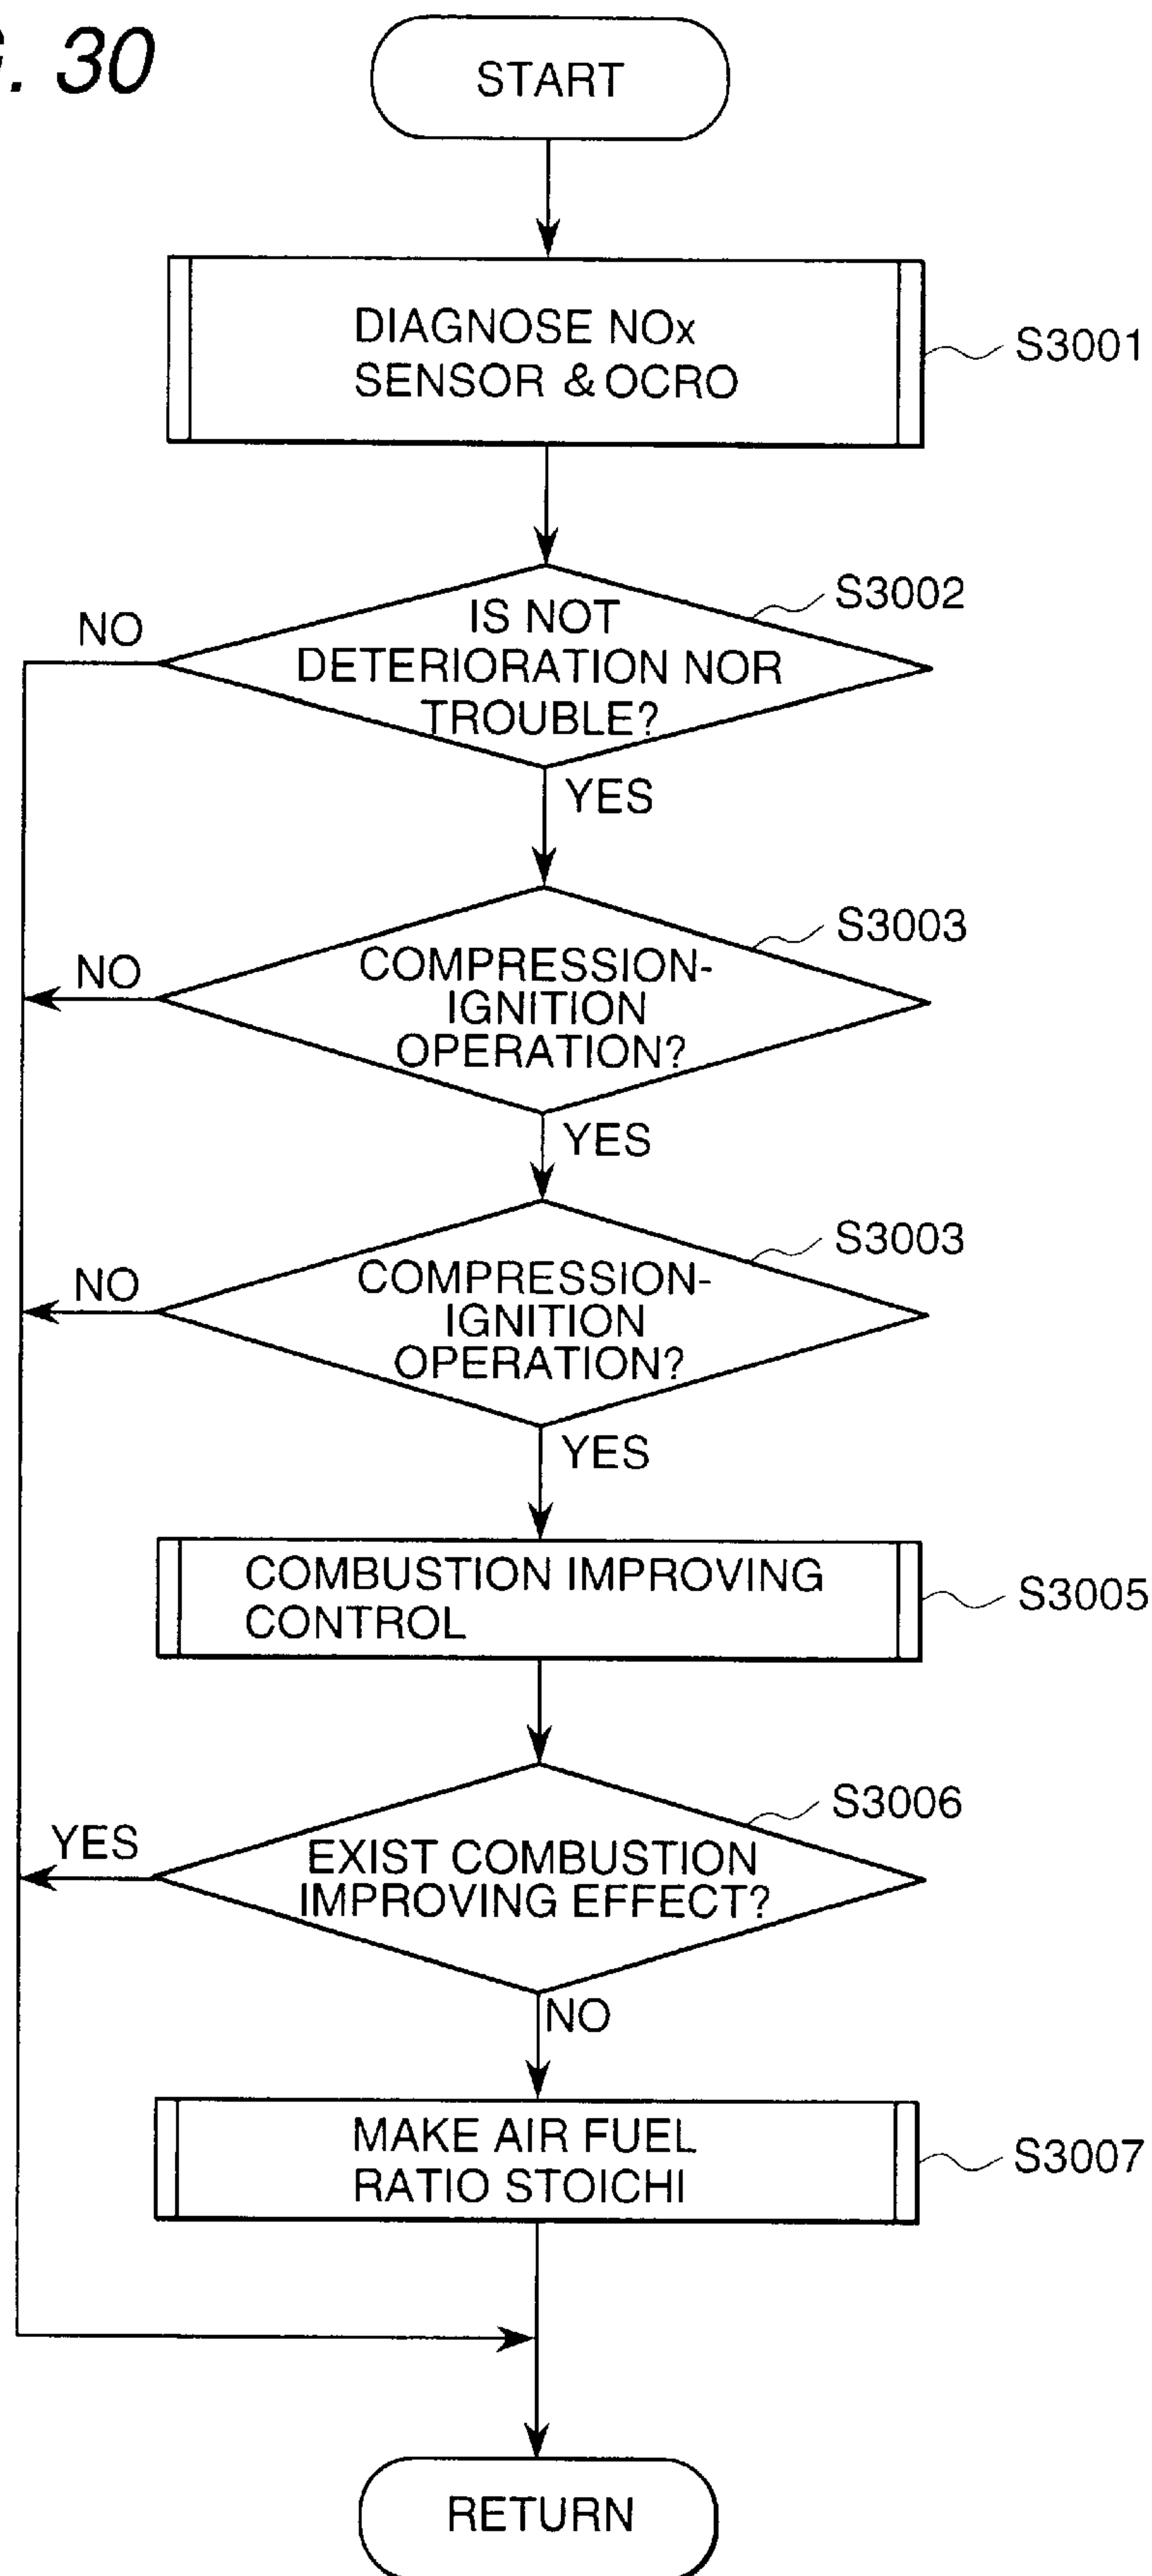 . 30
START
DIAGNOSE NOx
SENSOR & OCRO
S3001
S3002
NO
IS NOT
DETERIORATION NOR
TROUBLE?
YES
S3003
NO
COMPRESSION-
IGNITION
OPERATION?
YES
S3003
NO
COMPRESSION-
IGNITION
OPERATION?
YES
COMBUSTION IMPROVING
CONTROL
S3005
S3006
YES
EXIST COMBUSTION
IMPROVING EFFECT?
NO
MAKE AIR FUEL
RATIO STOICHI
S3007
RETURN